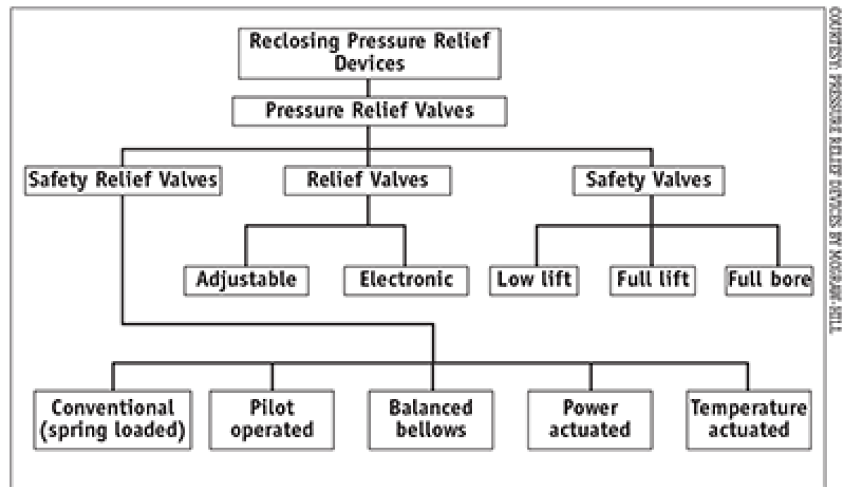 Reclosing Pressure Relief
Devices
Pressure Relief Valves
Safety Relief Valves
Relief Valves
Safety Valves
Adjustable
Electronic
Low lift
Full lift
Full bore
Conventional
(spring loaded)
Pilot
operated
Balanced
bellows
Power
actuated
Temperature
actuated
COURTESY: PRESSURE RELIEF DEVICES BY MCGRAW-HILL